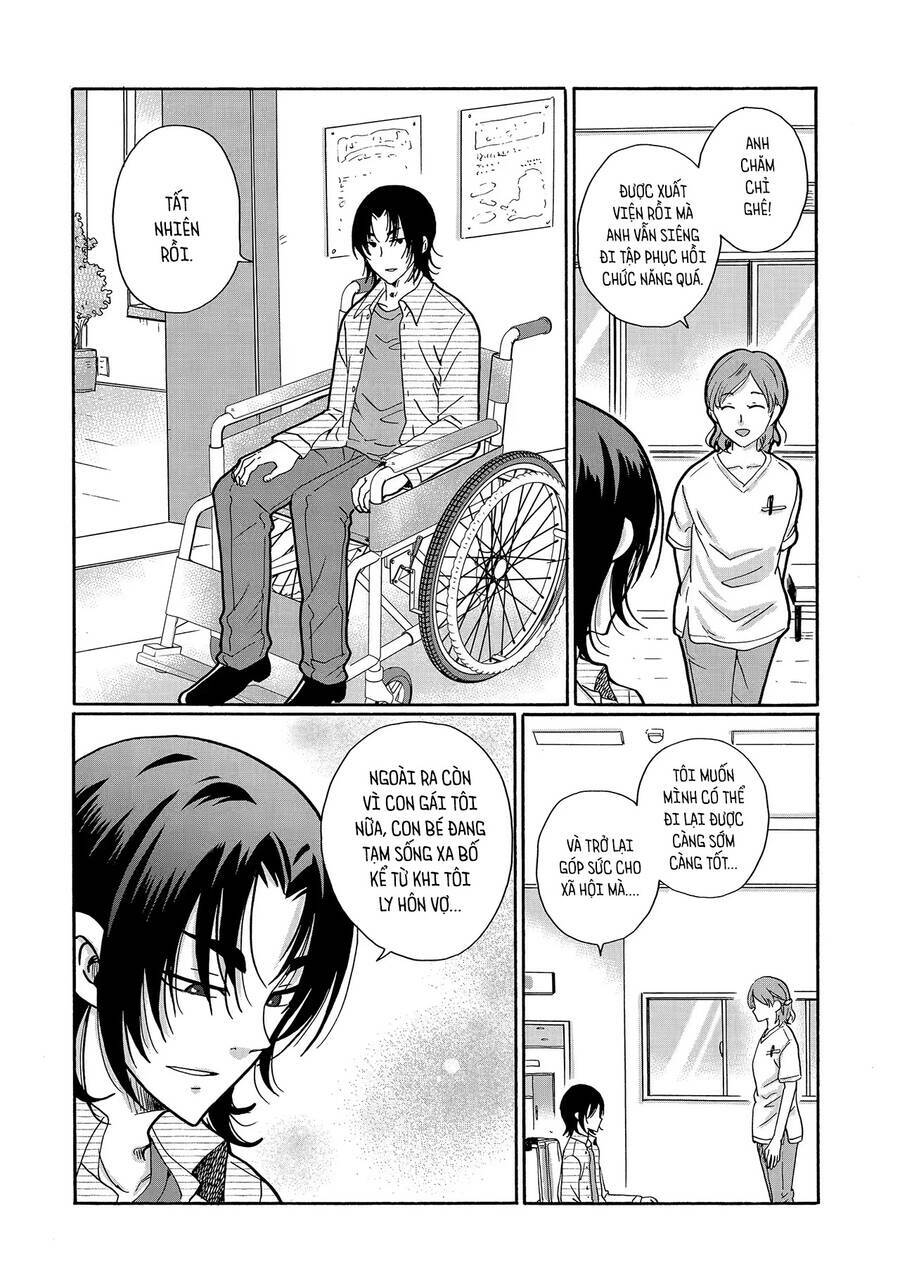 ANH
CHĂM
CHỈ
GHÊ!
ĐƯỢC XUẤT
VIỆN RỒI MÀ
ANH VẪN SIÊNG
ĐI TẬP PHỤC HỒI
CHỨC NĂNG QUÁ.
TẤT
NHIÊN
RỒI.
TÔI MUỐN
MÌNH CÓ THỂ
ĐI LẠI ĐƯỢC
CÀNG SỚM
CÀNG TỐT...
VÀ TRỞ LẠI
GÓP SỨC CHO
XÃ HỘI MÀ....
NGOÀI RA CÒN
VÌ CON GÁI TÔI
NỮA, CON BÉ ĐANG
TẠM SỐNG XA BỐ
KỂ TỪ KHI TÔI
LY HÔN VỢ...